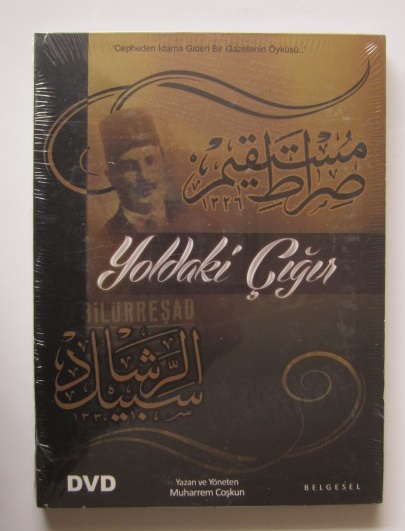 'Cepheden İdama Giden Bir Gazetenin Öyküsü..'
صراط مستقيم
١٣٢٦
Yoldaki Çığır
BİLÜRREŞAD
سبيل الرشاد
DVD
Yazan ve Yöneten
Muharrem Coşkun
BELGESEL